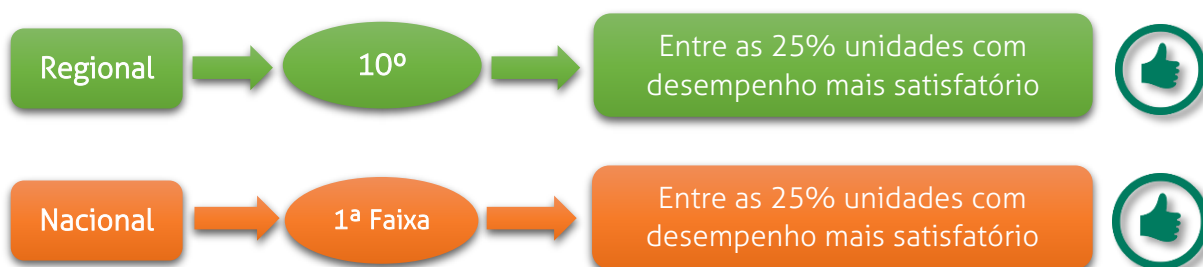 Regional
10º
Entre as 25% unidades com
desempenho mais satisfatório
Nacional
1ª Faixa
Entre as 25% unidades com
desempenho mais satisfatório